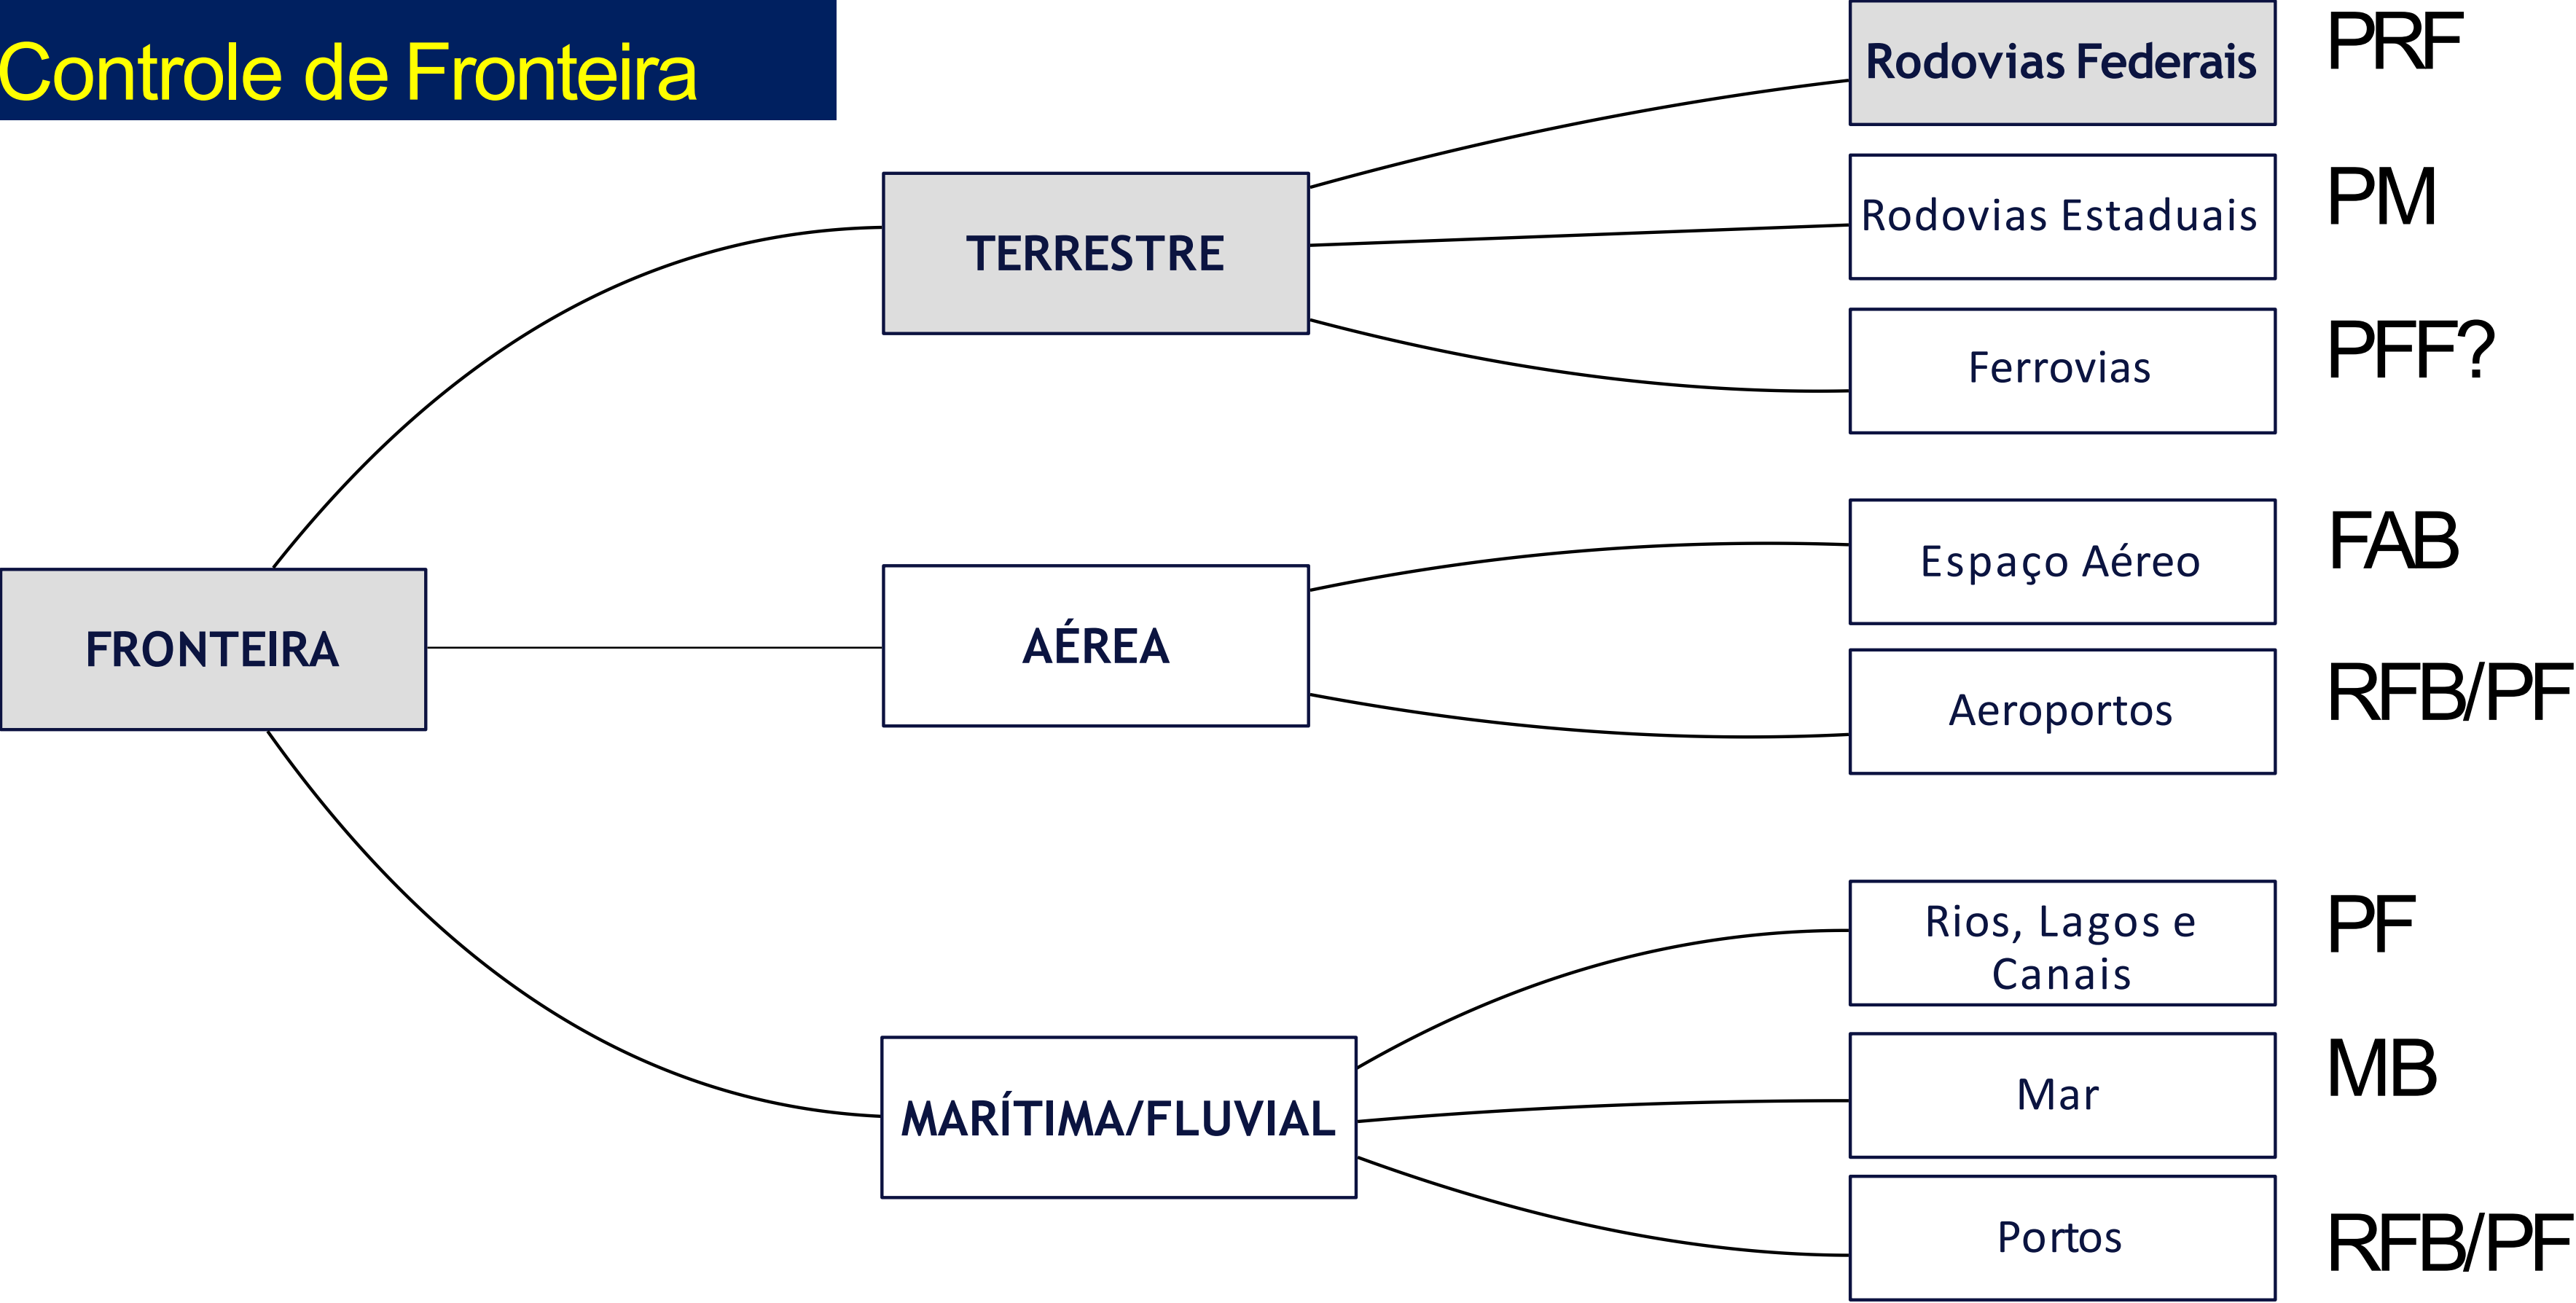 Controle de Fronteira
Rodovias Federais
PRF
Rodovias Estaduais
PM
TERRESTRE
Ferrovias
PFF?
Espaço Aéreo
FAB
FRONTEIRA
AÉREA
Aeroportos
RFB/PF
Rios, Lagos e
Canais
PF
MARÍTIMA/FLUVIAL
Mar
MB
Portos
RFB/PF